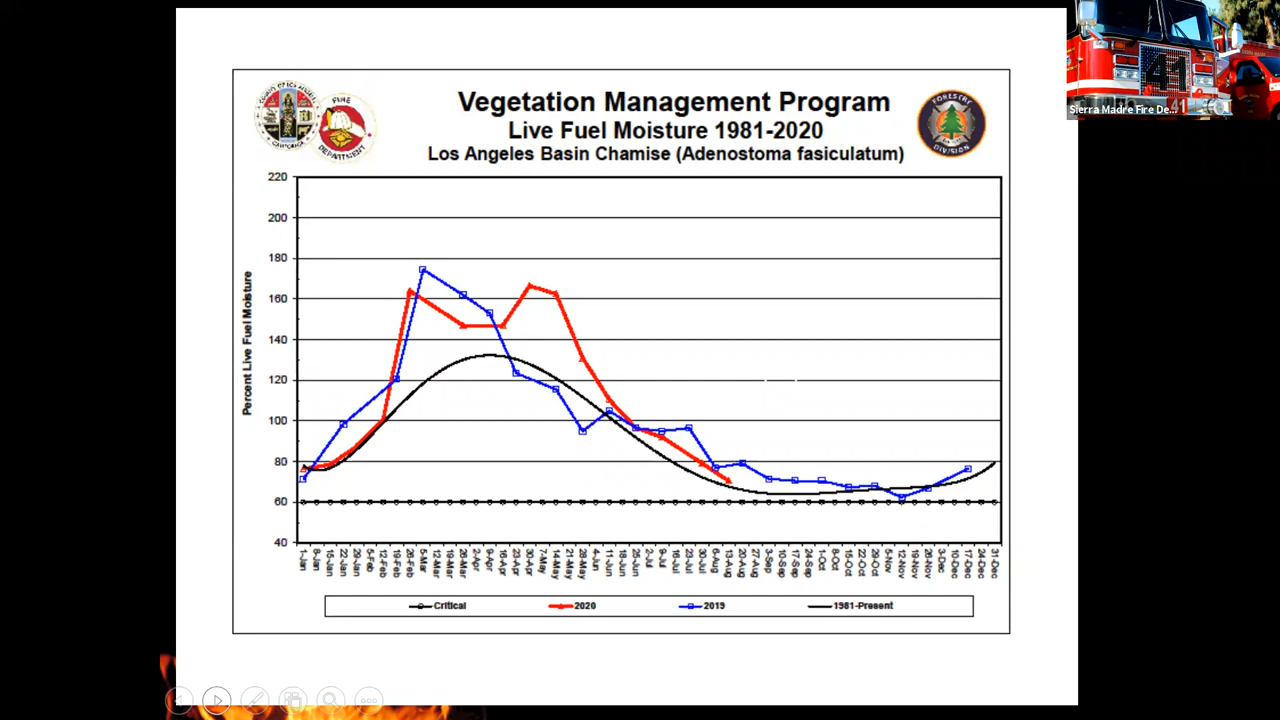 Vegetation Management Program
Live Fuel Moisture 1981-2020
Los Angeles Basin Chamise (Adenostoma fasiculatum)
FIRE
DEPARTMENT
FORESTRY
DIVISION
41
Sierra Madre Fire De...
41
Percent Live Fuel Moisture
220
200
180
160
140
120
100
80
60
40
1-Jan
8-Jan
15-Jan
22-Jan
29-Jan
5-Feb
12-Feb
19-Feb
26-Feb
5-Mar
12-Mar
19-Mar
26-Mar
2-Apr
9-Apr
16-Apr
23-Apr
30-Apr
7-May
14-May
21-May
28-May
4-Jun
11-Jun
18-Jun
25-Jun
2-Jul
9-Jul
16-Jul
23-Jul
30-Jul
6-Aug
13-Aug
20-Aug
27-Aug
3-Sep
10-Sep
17-Sep
24-Sep
1-Oct
8-Oct
15-Oct
22-Oct
29-Oct
5-Nov
12-Nov
19-Nov
26-Nov
3-Dec
10-Dec
17-Dec
24-Dec
31-Dec
Critical
2020
2019
1981-Present